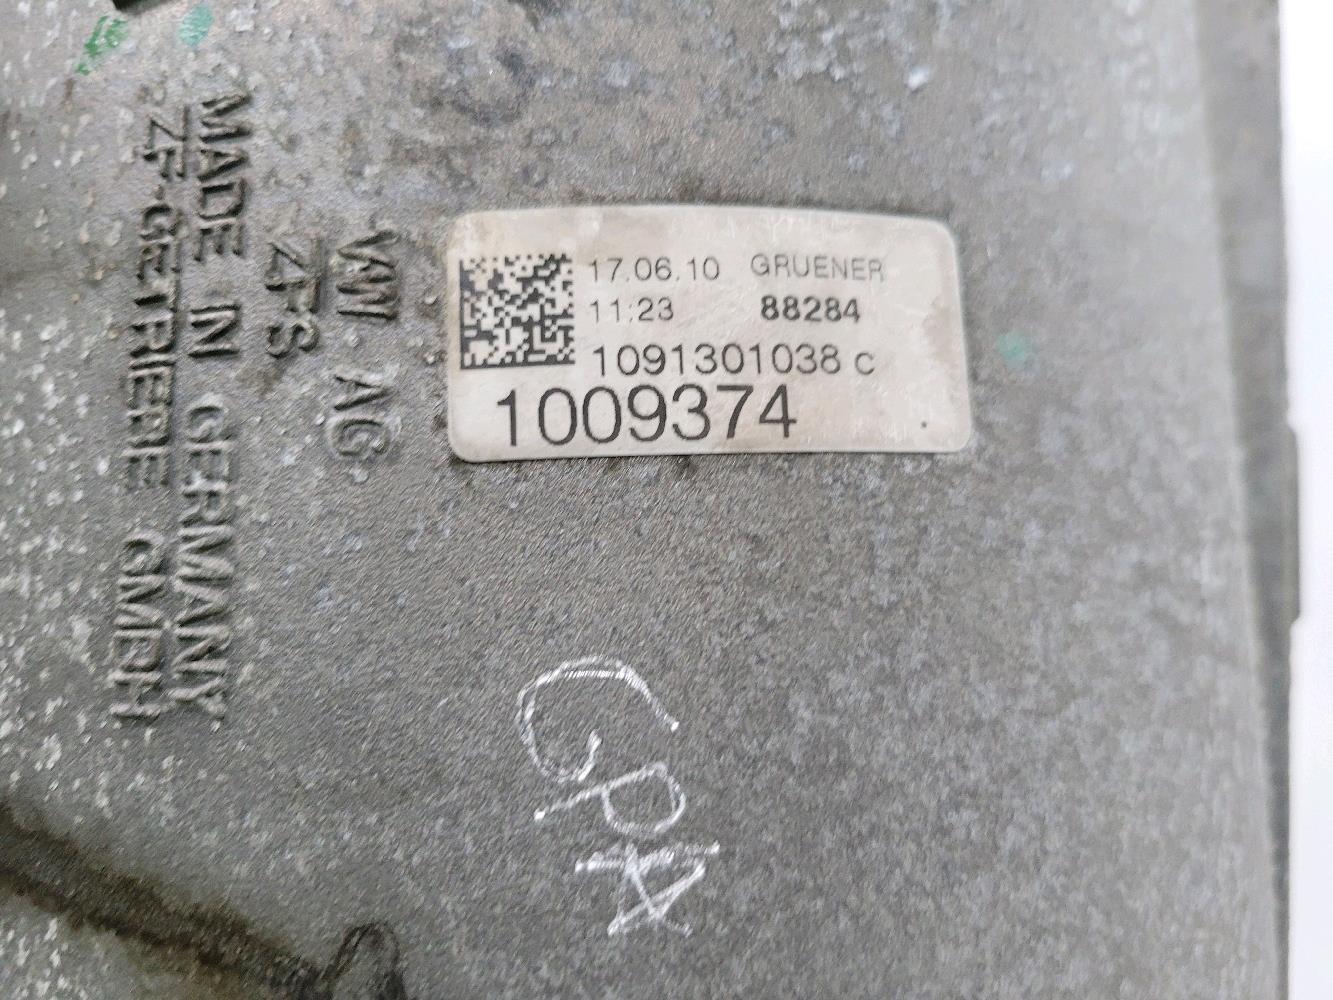 17.06.10 GRUENER
11:23 88284
1091301038 c
1009374
VW AG
ZFS
MADE IN GERMANY
ZF-GETRIEBE GMBH
GPA